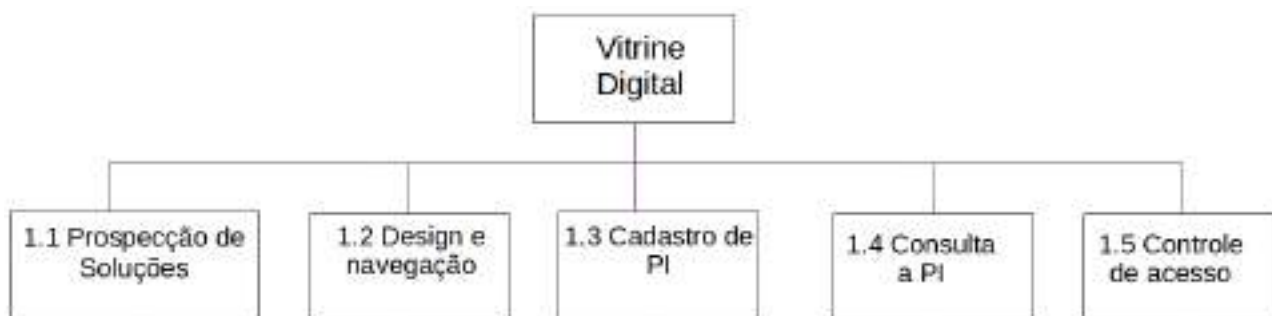 Vitrine
Digital
1.1 Prospecção de
Soluções
1.2 Design e
navegação
1.3 Cadastro de
PI
1.4 Consulta
a PI
1.5 Controle
de acesso